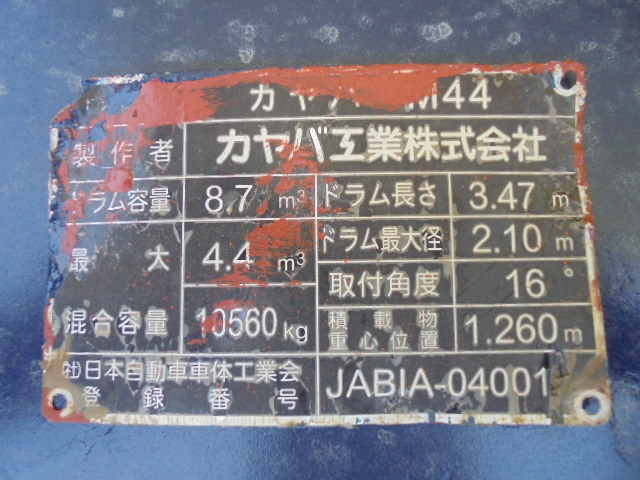 カヤバ M44
製作者 カヤバ工業株式会社
ドラム容量 8.7 m³ ドラム長さ 3.47 m
最大混合容量 4.4 m³ ドラム最大径 2.10 m
取付角度 16°
10560 kg 積載物重心位置 1.260 m
(社)日本自動車車体工業会
登録番号 JABIA-04001